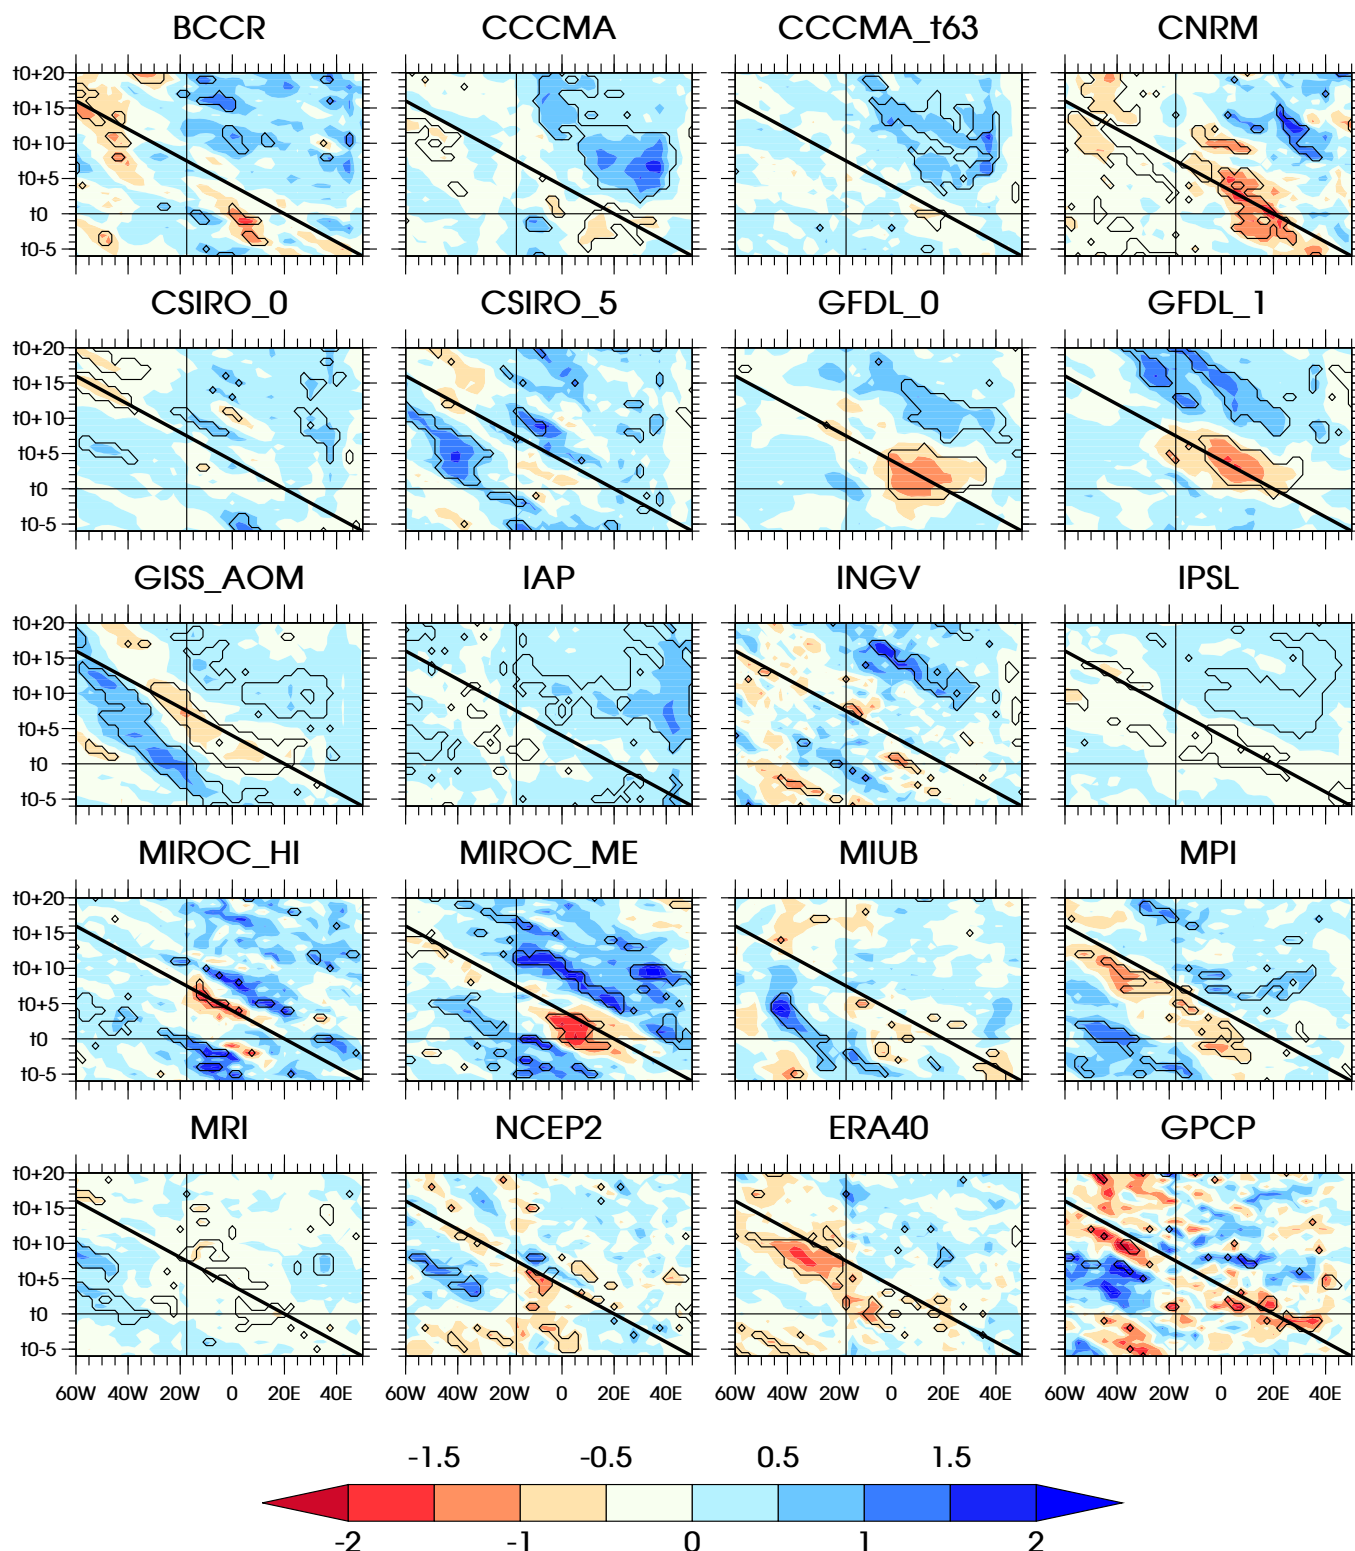 BCCR CCCMA CCCMA_t63 CNRM
t0+20
t0+15
t0+10
t0+5
t0
t0-5
CSIRO_0 CSIRO_5 GFDL_0 GFDL_1
t0+20
t0+15
t0+10
t0+5
t0
t0-5
GISS_AOM IAP INGV IPSL
t0+20
t0+15
t0+10
t0+5
t0
t0-5
MIROC_HI MIROC_ME MIUB MPI
t0+20
t0+15
t0+10
t0+5
t0
t0-5
MRI NCEP2 ERA40 GPCP
t0+20
t0+15
t0+10
t0+5
t0
t0-5
60W 40W 20W 0 20E 40E 60W 40W 20W 0 20E 40E 60W 40W 20W 0 20E 40E 60W 40W 20W 0 20E 40E
-1.5 -0.5 0.5 1.5
-2 -1 0 1 2